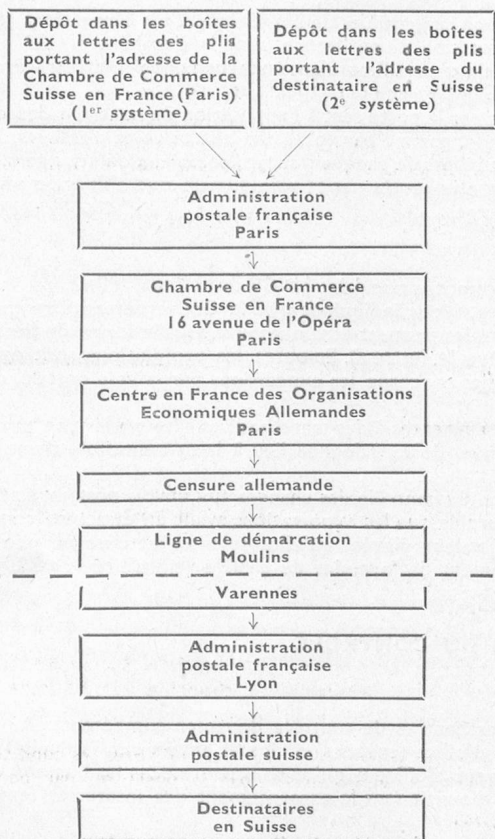 Dépôt dans les boîtes
aux lettres des plis
portant l'adresse de la
Chambre de Commerce
Suisse en France (Paris)
(1er système)
Dépôt dans les boîtes
aux lettres des plis
portant l'adresse du
destinataire en Suisse
(2e système)
Administration
postale française
Paris
Chambre de Commerce
Suisse en France
16 avenue de l'Opéra
Paris
Centre en France des Organisations
Economiques Allemandes
Paris
Censure allemande
Ligne de démarcation
Moulins
Varennes
Administration
postale française
Lyon
Administration
postale suisse
Destinataires
en Suisse